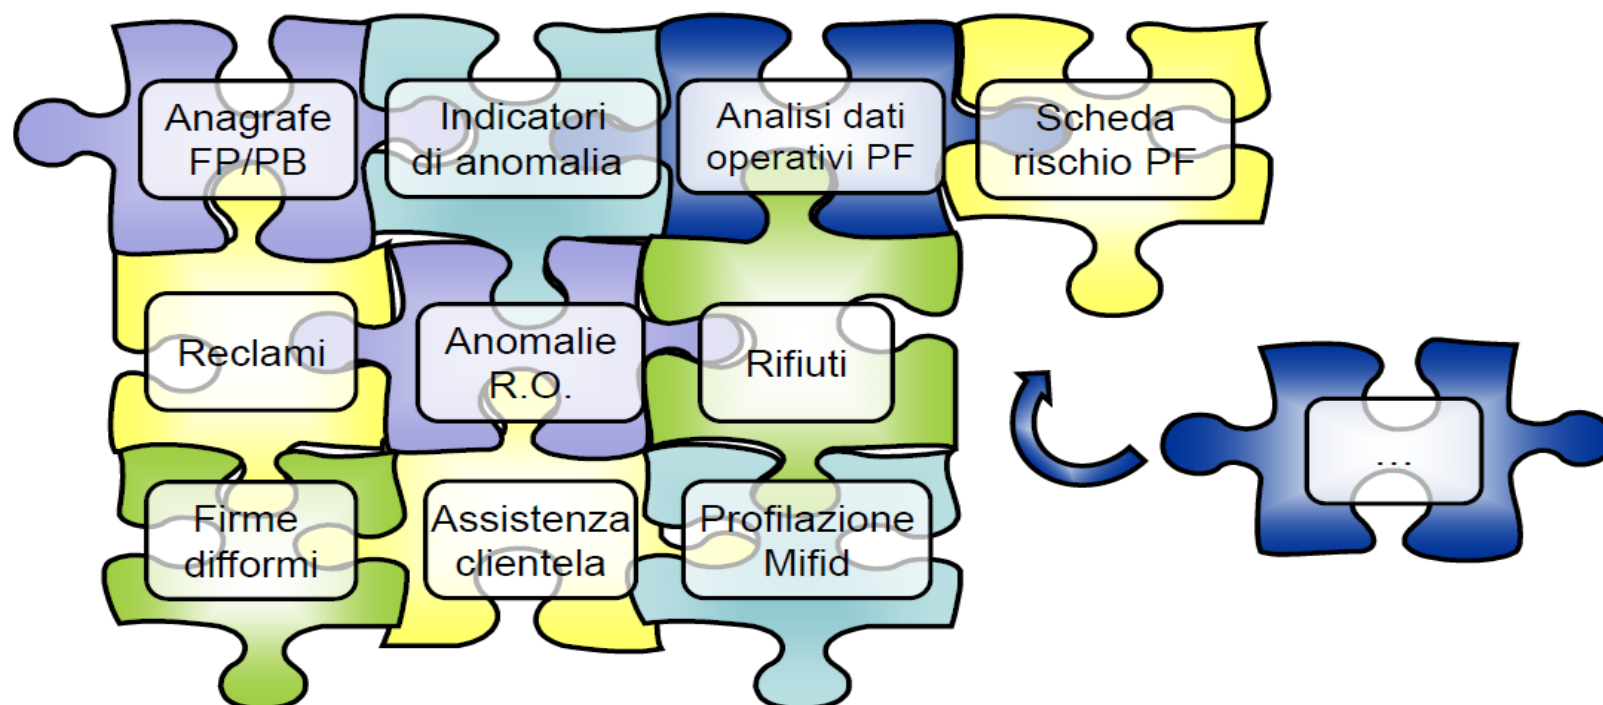 Anagrafe
FP/PB
Indicatori
di anomalia
Analisi dati
operativi PF
Scheda
rischio PF
Reclami
Anomalie
R.O.
Rifiuti
...
Firme
difformi
Assistenza
clientela
Profilazione
Mifid